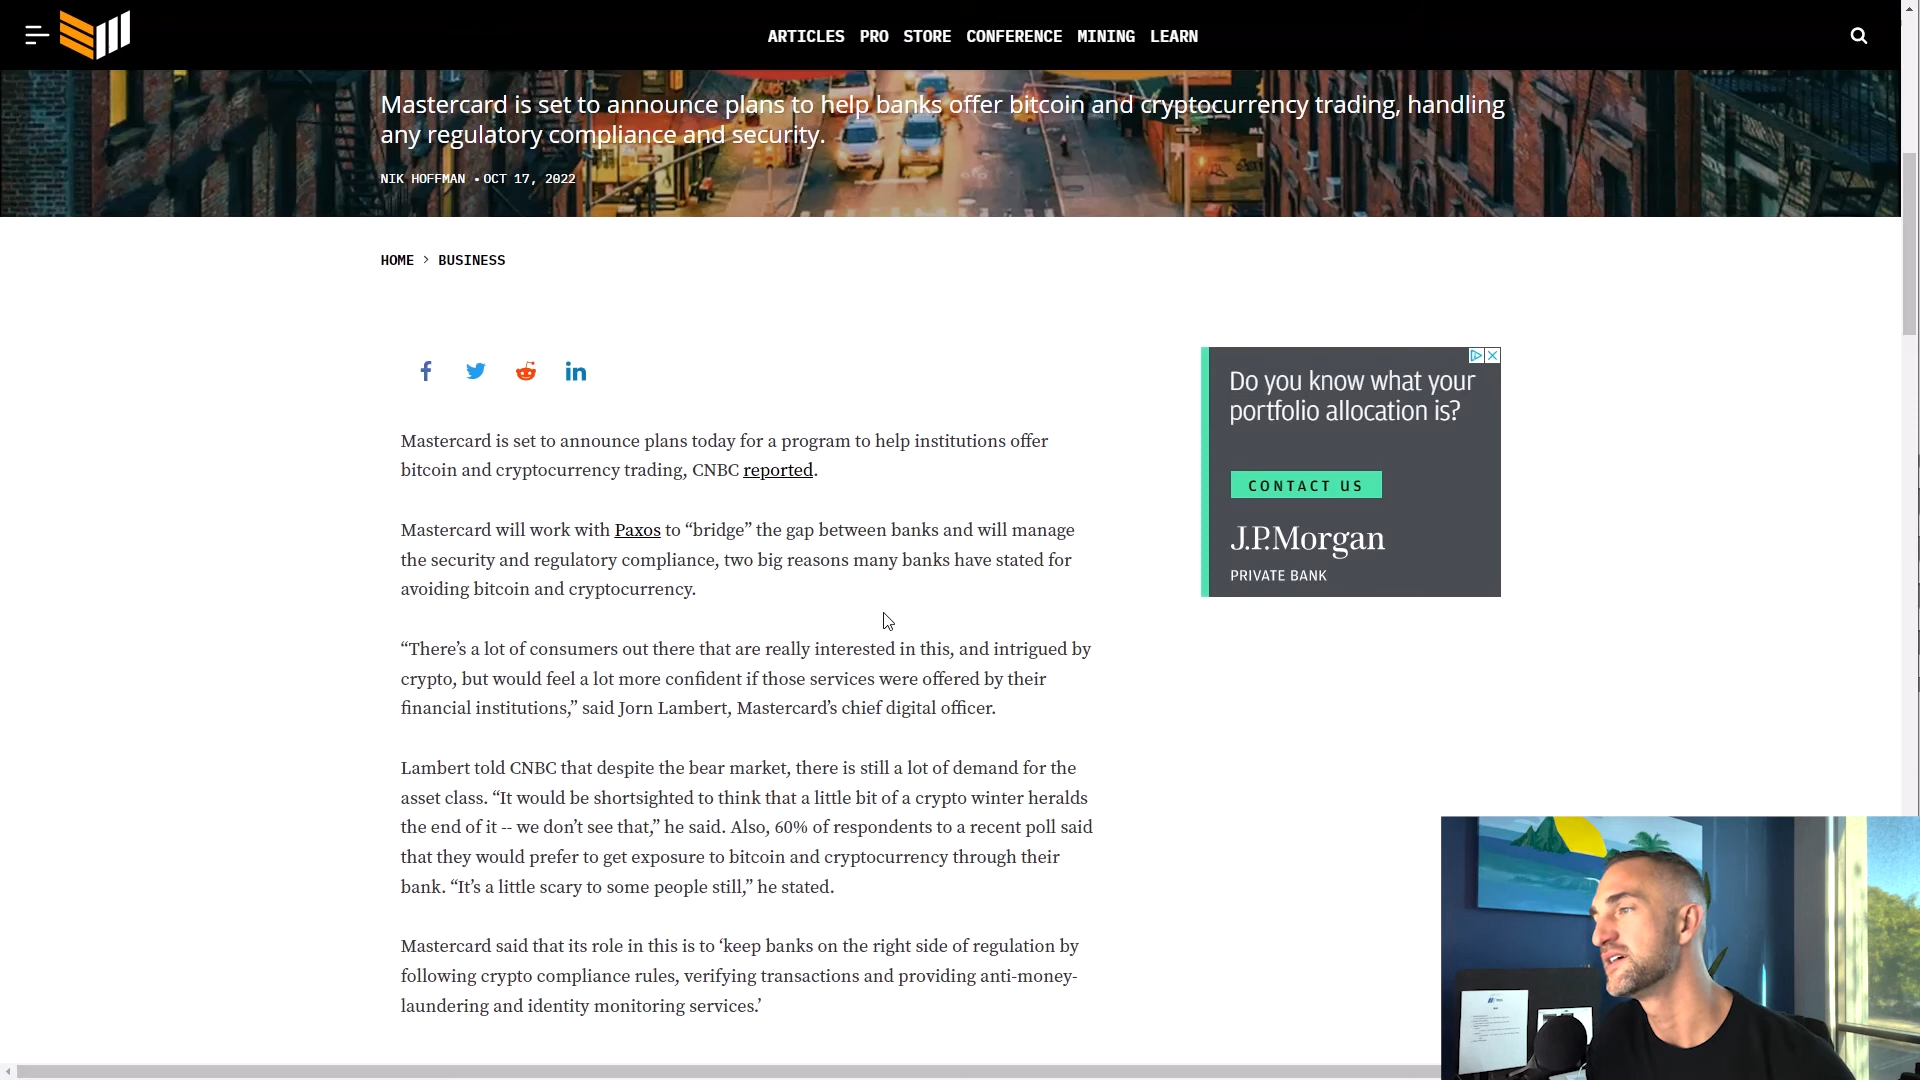 ARTICLES PRO STORE CONFERENCE MINING LEARN
Mastercard is set to announce plans to help banks offer bitcoin and cryptocurrency trading, handling
any regulatory compliance and security.
NIK HOFFMAN • OCT 17, 2022
HOME > BUSINESS
Mastercard is set to announce plans today for a program to help institutions offer
bitcoin and cryptocurrency trading, CNBC reported.
Mastercard will work with Paxos to “bridge” the gap between banks and will manage
the security and regulatory compliance, two big reasons many banks have stated for
avoiding bitcoin and cryptocurrency.
“There’s a lot of consumers out there that are really interested in this, and intrigued by
crypto, but would feel a lot more confident if those services were offered by their
financial institutions,” said Jorn Lambert, Mastercard’s chief digital officer.
Lambert told CNBC that despite the bear market, there is still a lot of demand for the
asset class. “It would be shortsighted to think that a little bit of a crypto winter heralds
the end of it -- we don’t see that,” he said. Also, 60% of respondents to a recent poll said
that they would prefer to get exposure to bitcoin and cryptocurrency through their
bank. “It’s a little scary to some people still,” he stated.
Mastercard said that its role in this is to ‘keep banks on the right side of regulation by
following crypto compliance rules, verifying transactions and providing anti-money-
laundering and identity monitoring services.’
Do you know what your
portfolio allocation is?
CONTACT US
J.P.Morgan
PRIVATE BANK